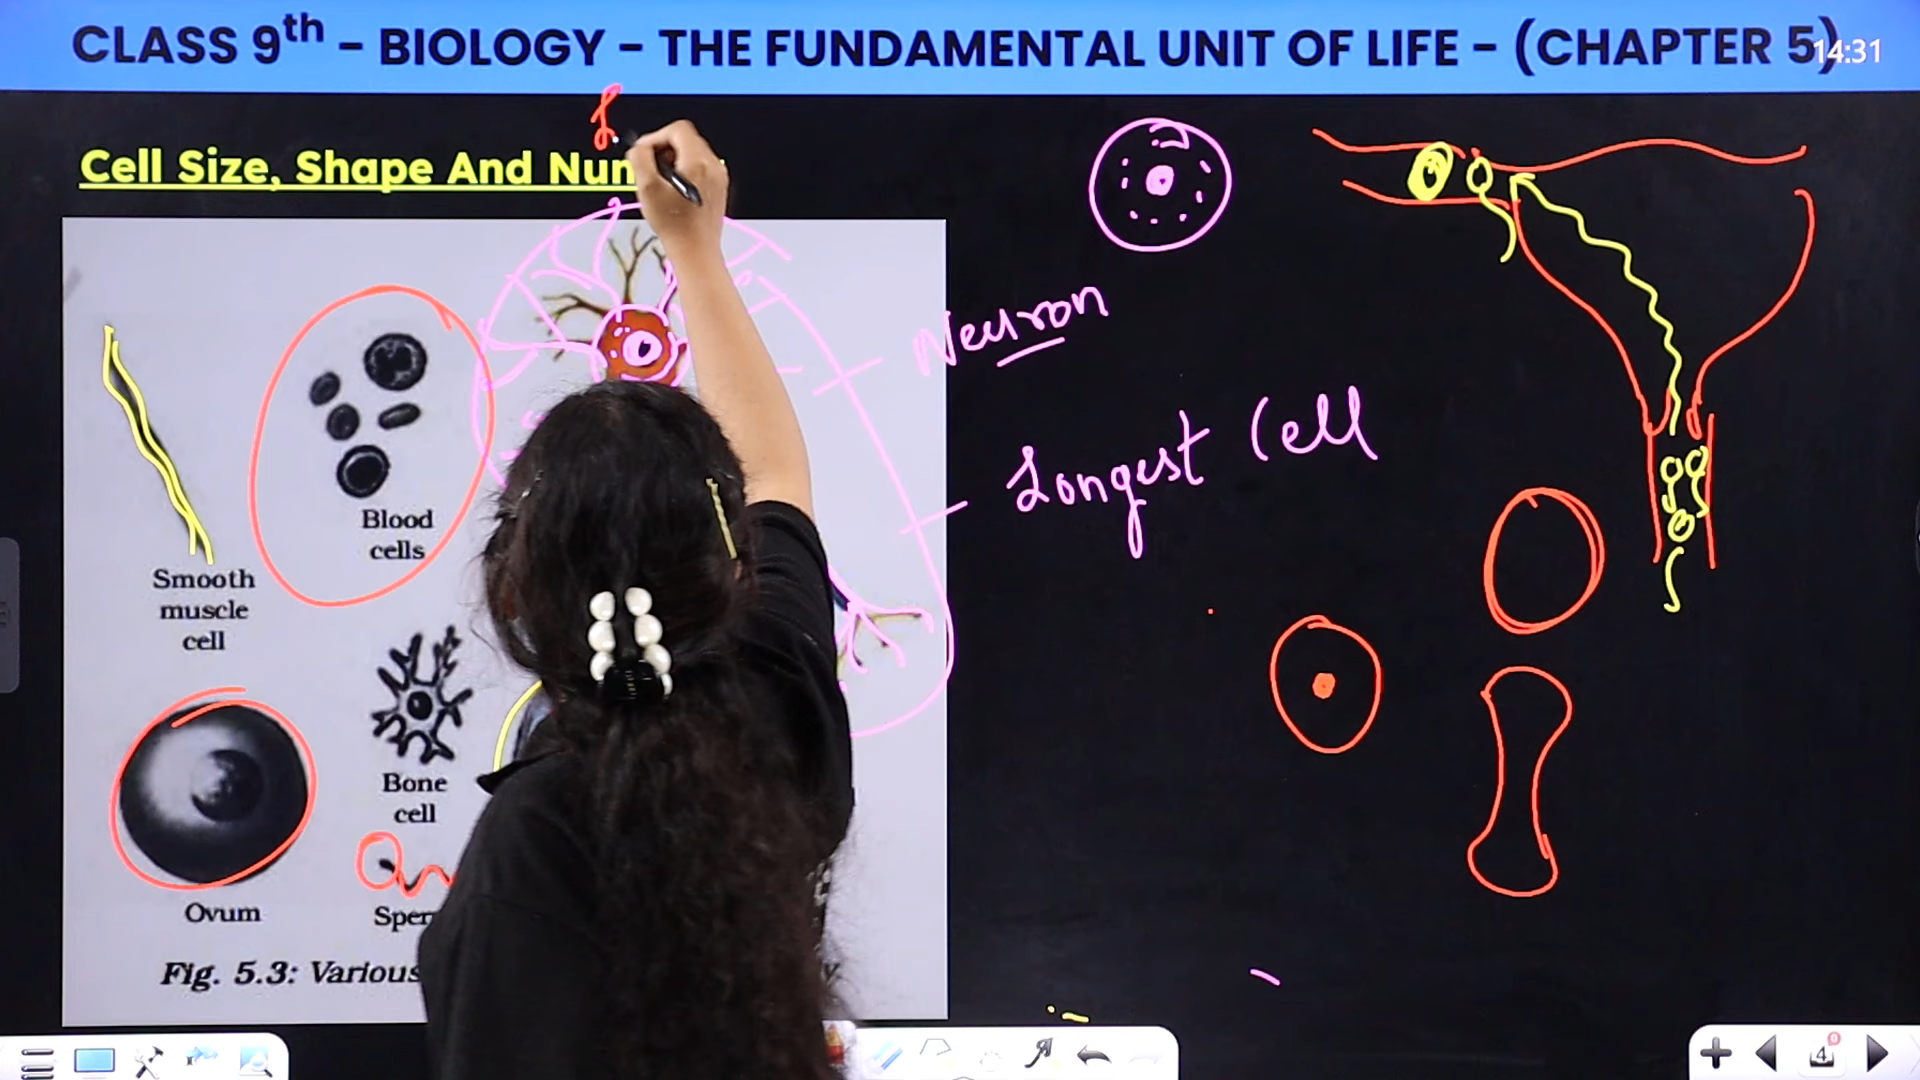 CLASS 9th - BIOLOGY - THE FUNDAMENTAL UNIT OF LIFE - (CHAPTER 5)
14:31
Cell Size, Shape And
Neuron
Longest Cell
Blood
cells
Smooth
muscle
cell
Bone
cell
Ovum
Fig. 5.3: Various
4